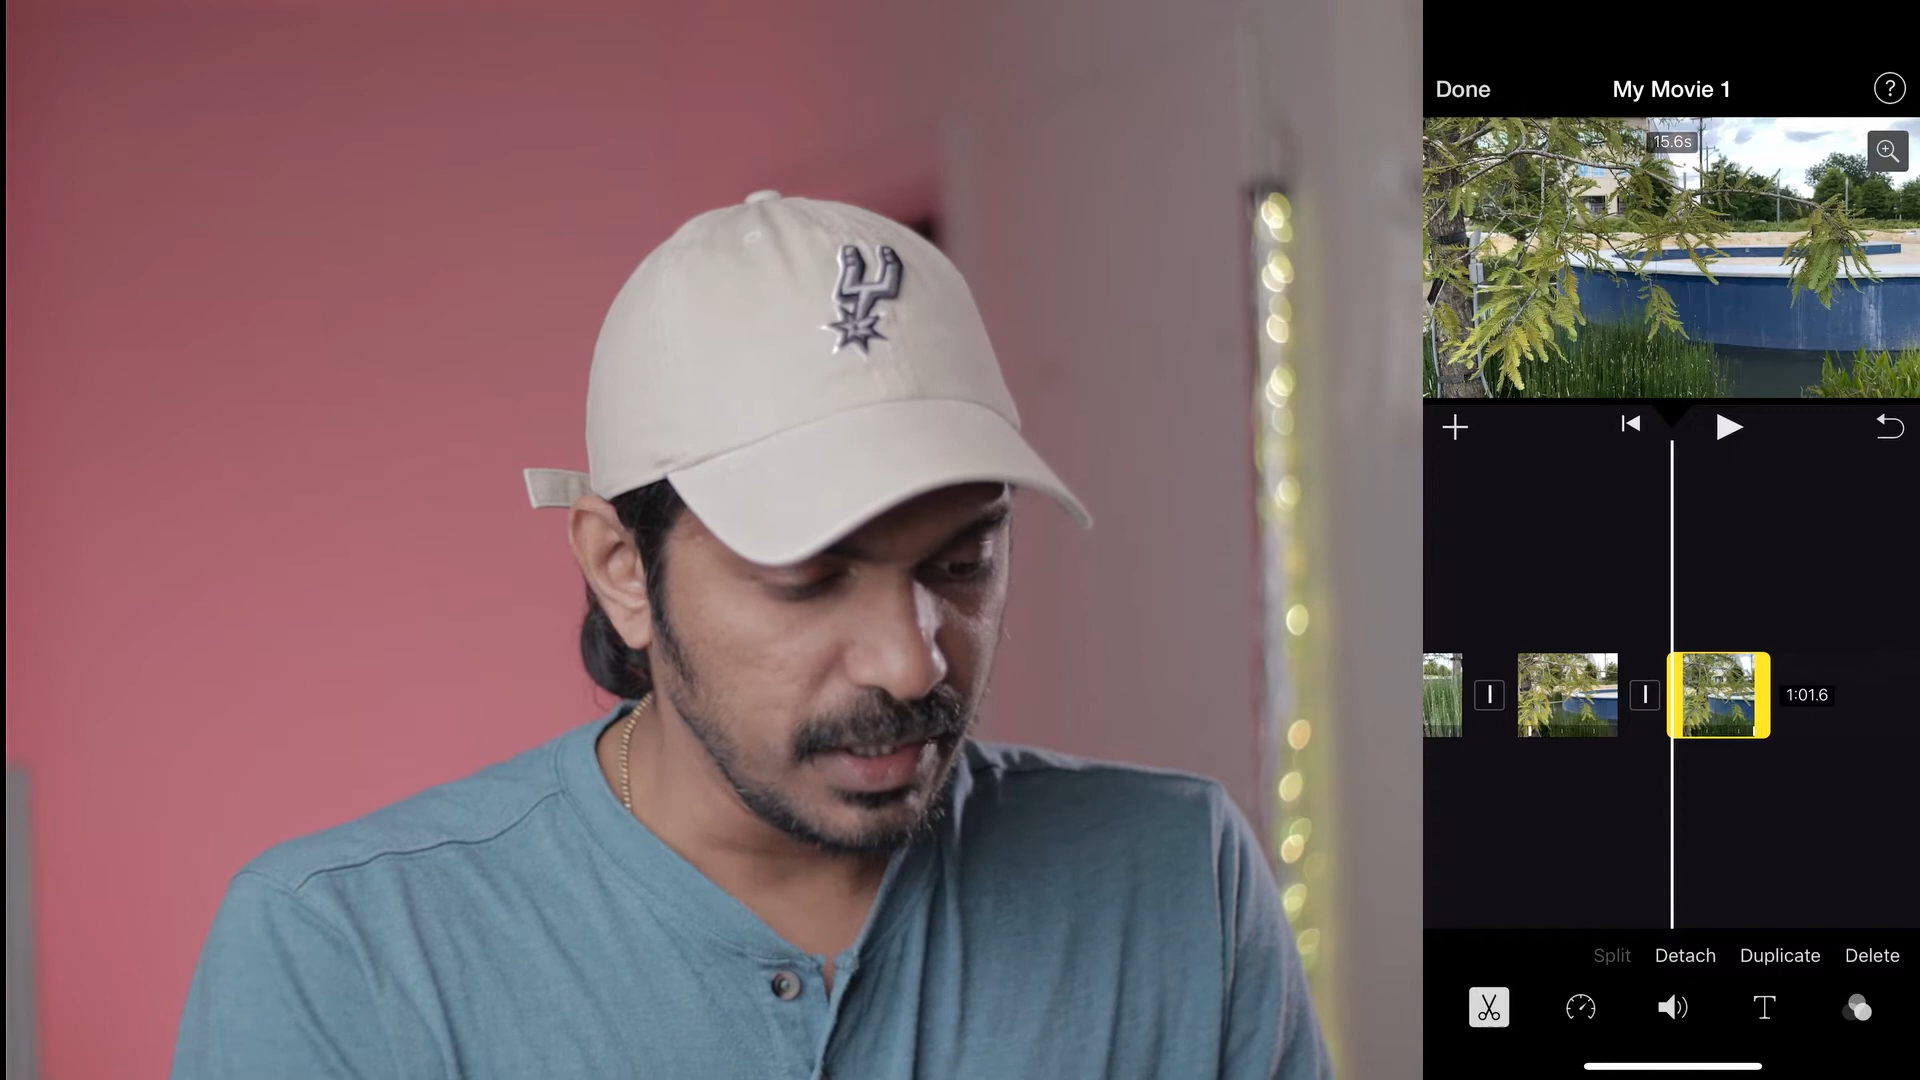 Done My Movie 1 ?
15.6s
1:01.6
Split Detach Duplicate Delete
T